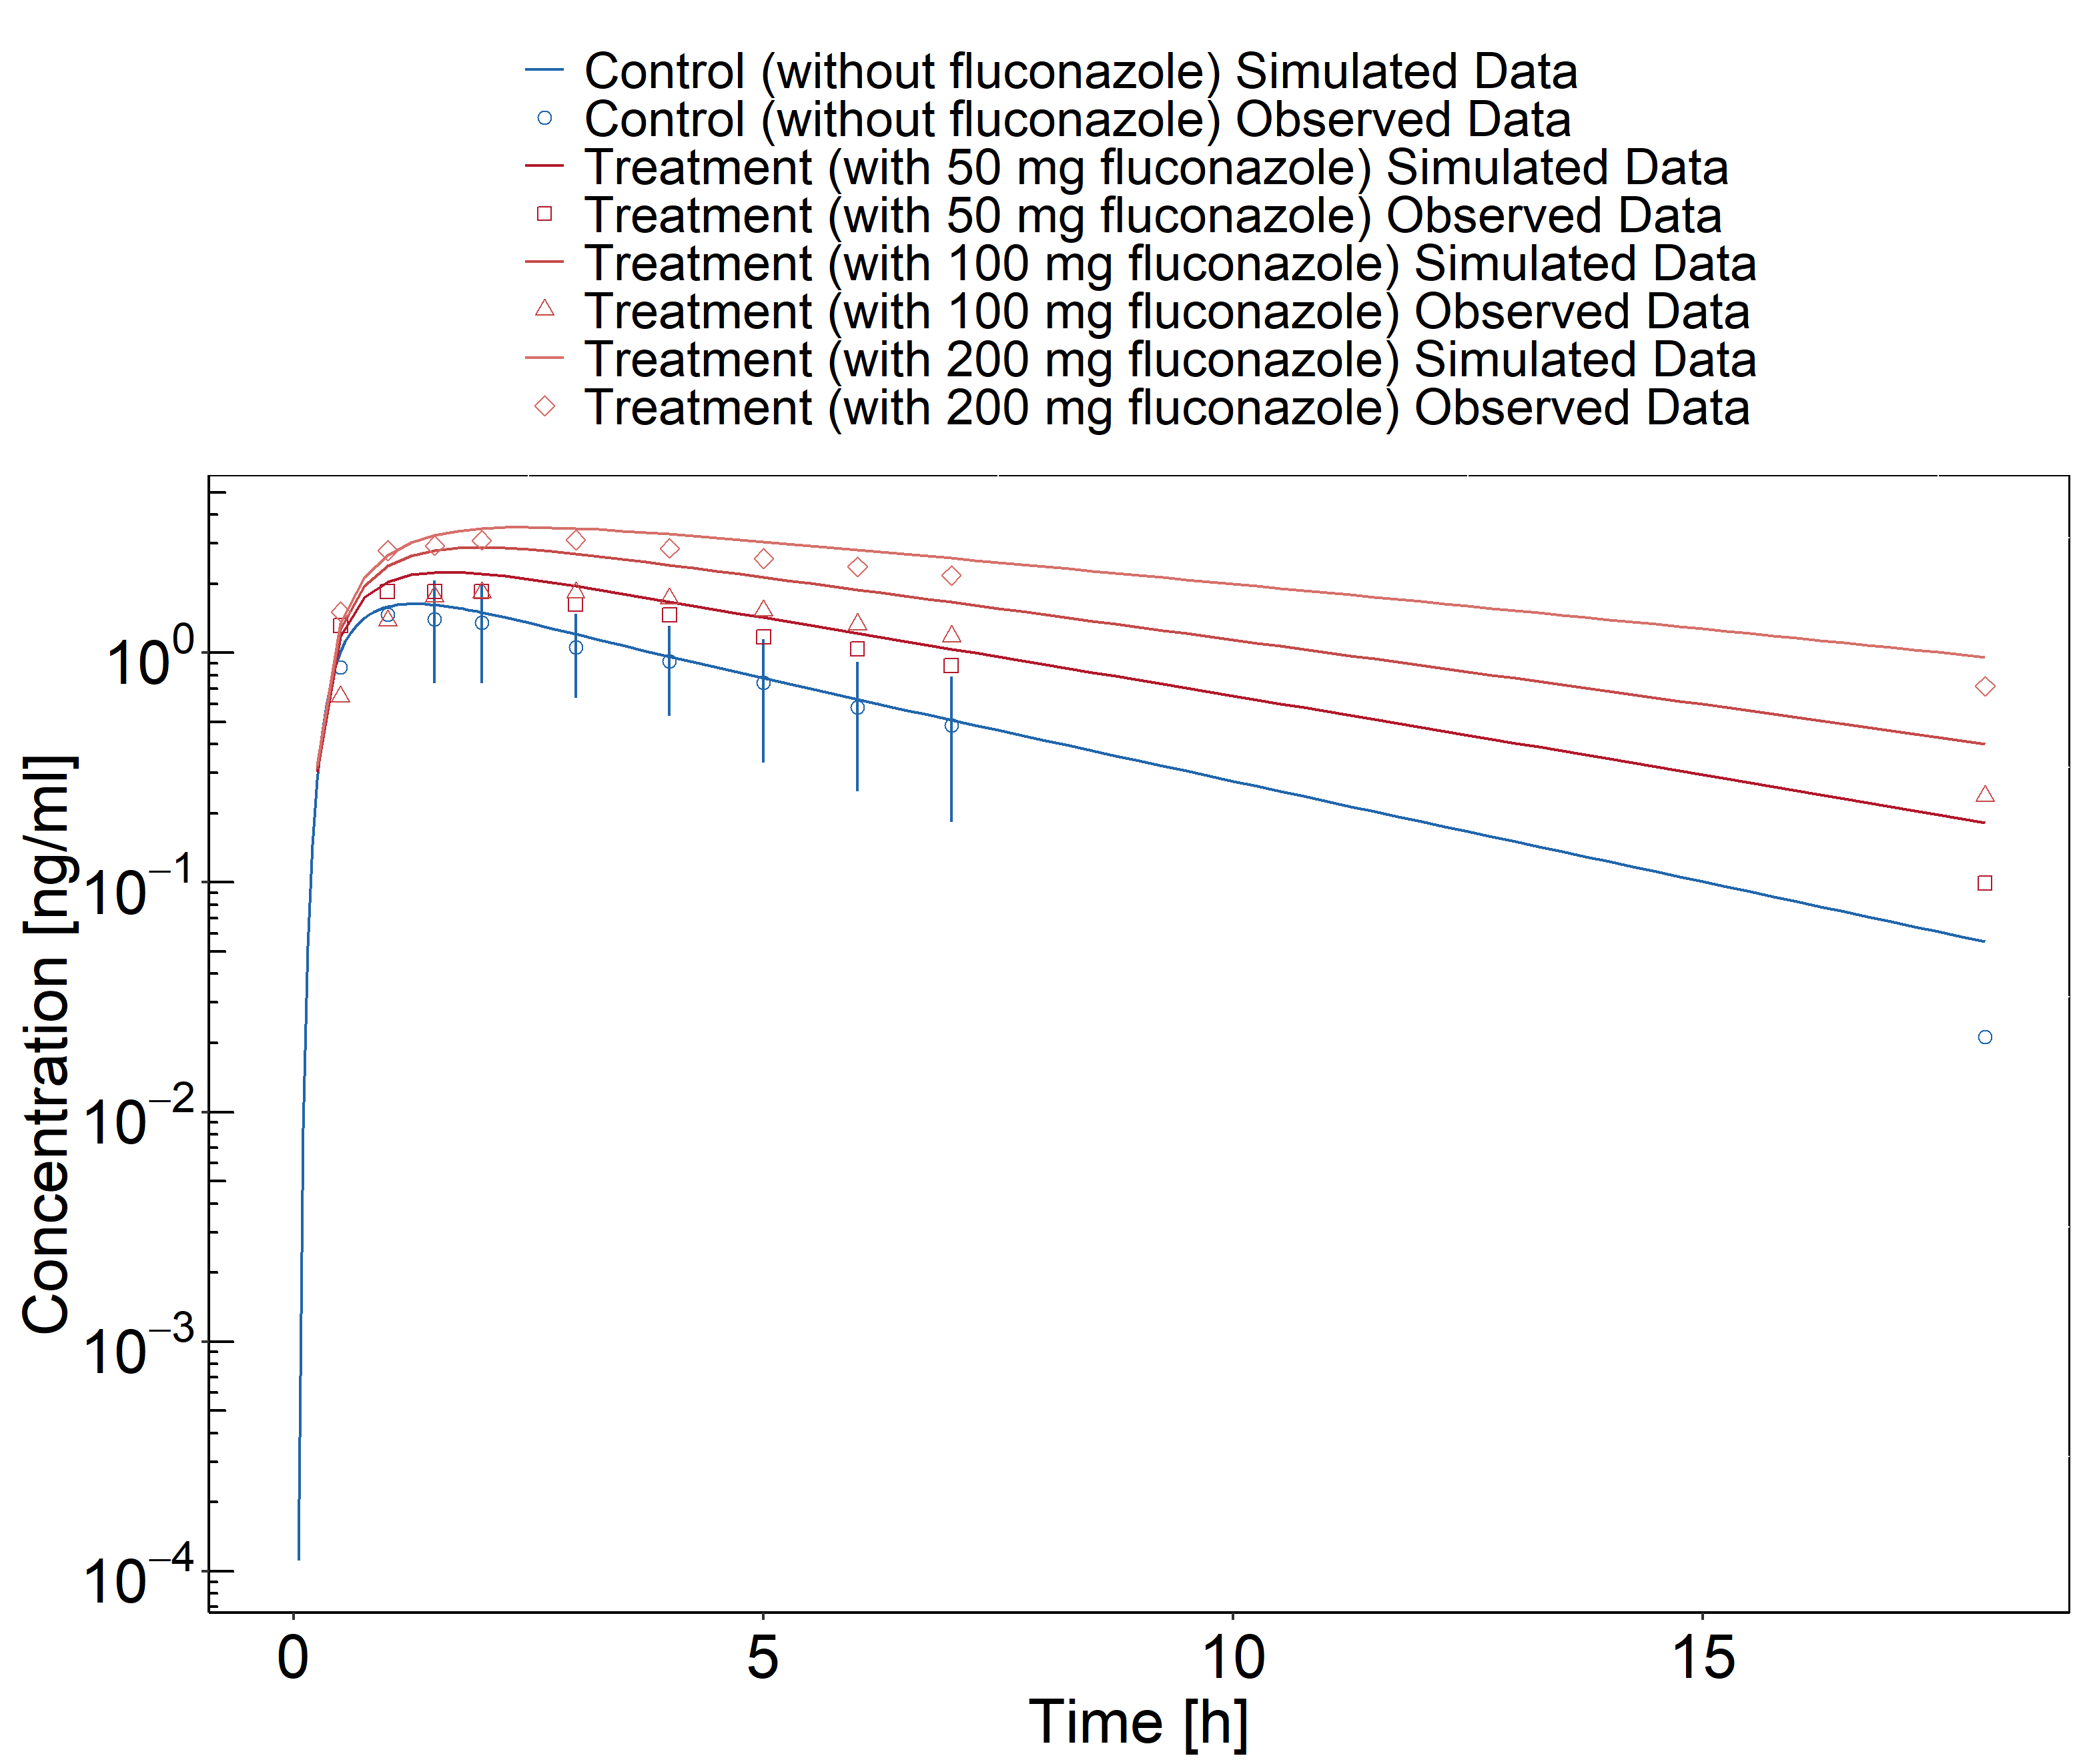 Control (without fluconazole) Simulated Data
Control (without fluconazole) Observed Data
Treatment (with 50 mg fluconazole) Simulated Data
Treatment (with 50 mg fluconazole) Observed Data
Treatment (with 100 mg fluconazole) Simulated Data
Treatment (with 100 mg fluconazole) Observed Data
Treatment (with 200 mg fluconazole) Simulated Data
Treatment (with 200 mg fluconazole) Observed Data
Concentration [ng/ml]
10⁰
10⁻¹
10⁻²
10⁻³
10⁻⁴
0 5 10 15
Time [h]